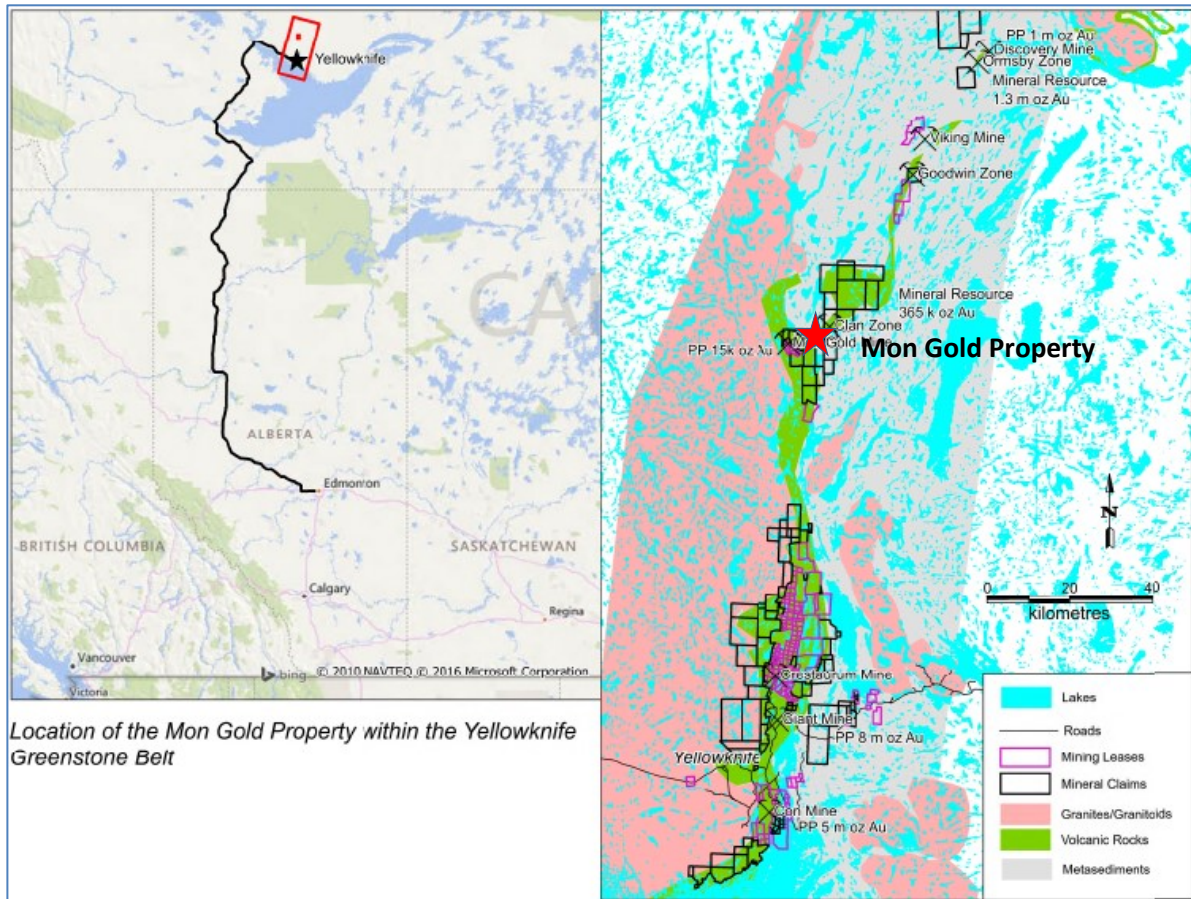 Yellowknife
CA
ALBERTA
Edmonton
BRITISH COLUMBIA
SASKATCHEWAN
Calgary
Regina
Vancouver
Victoria
bing
© 2010 NAVTEQ © 2016 Microsoft Corporation
Location of the Mon Gold Property within the Yellowknife
Greenstone Belt
PP 1 m oz Au
Discovery Mine
Ormsby Zone
Mineral Resource
1.3 m oz Au
Viking Mine
Goodwin Zone
Mineral Resource
365 k oz Au
Clan Zone
PP 15k oz Au
Mon Gold Mine
Mon Gold Property
N
0 20 40
kilometres
Crestaurum Mine
Giant Mine
PP 8 m oz Au
Yellowknife
Con Mine
PP 5 m oz Au
Lakes
Roads
Mining Leases
Mineral Claims
Granites/Granitoids
Volcanic Rocks
Metasediments